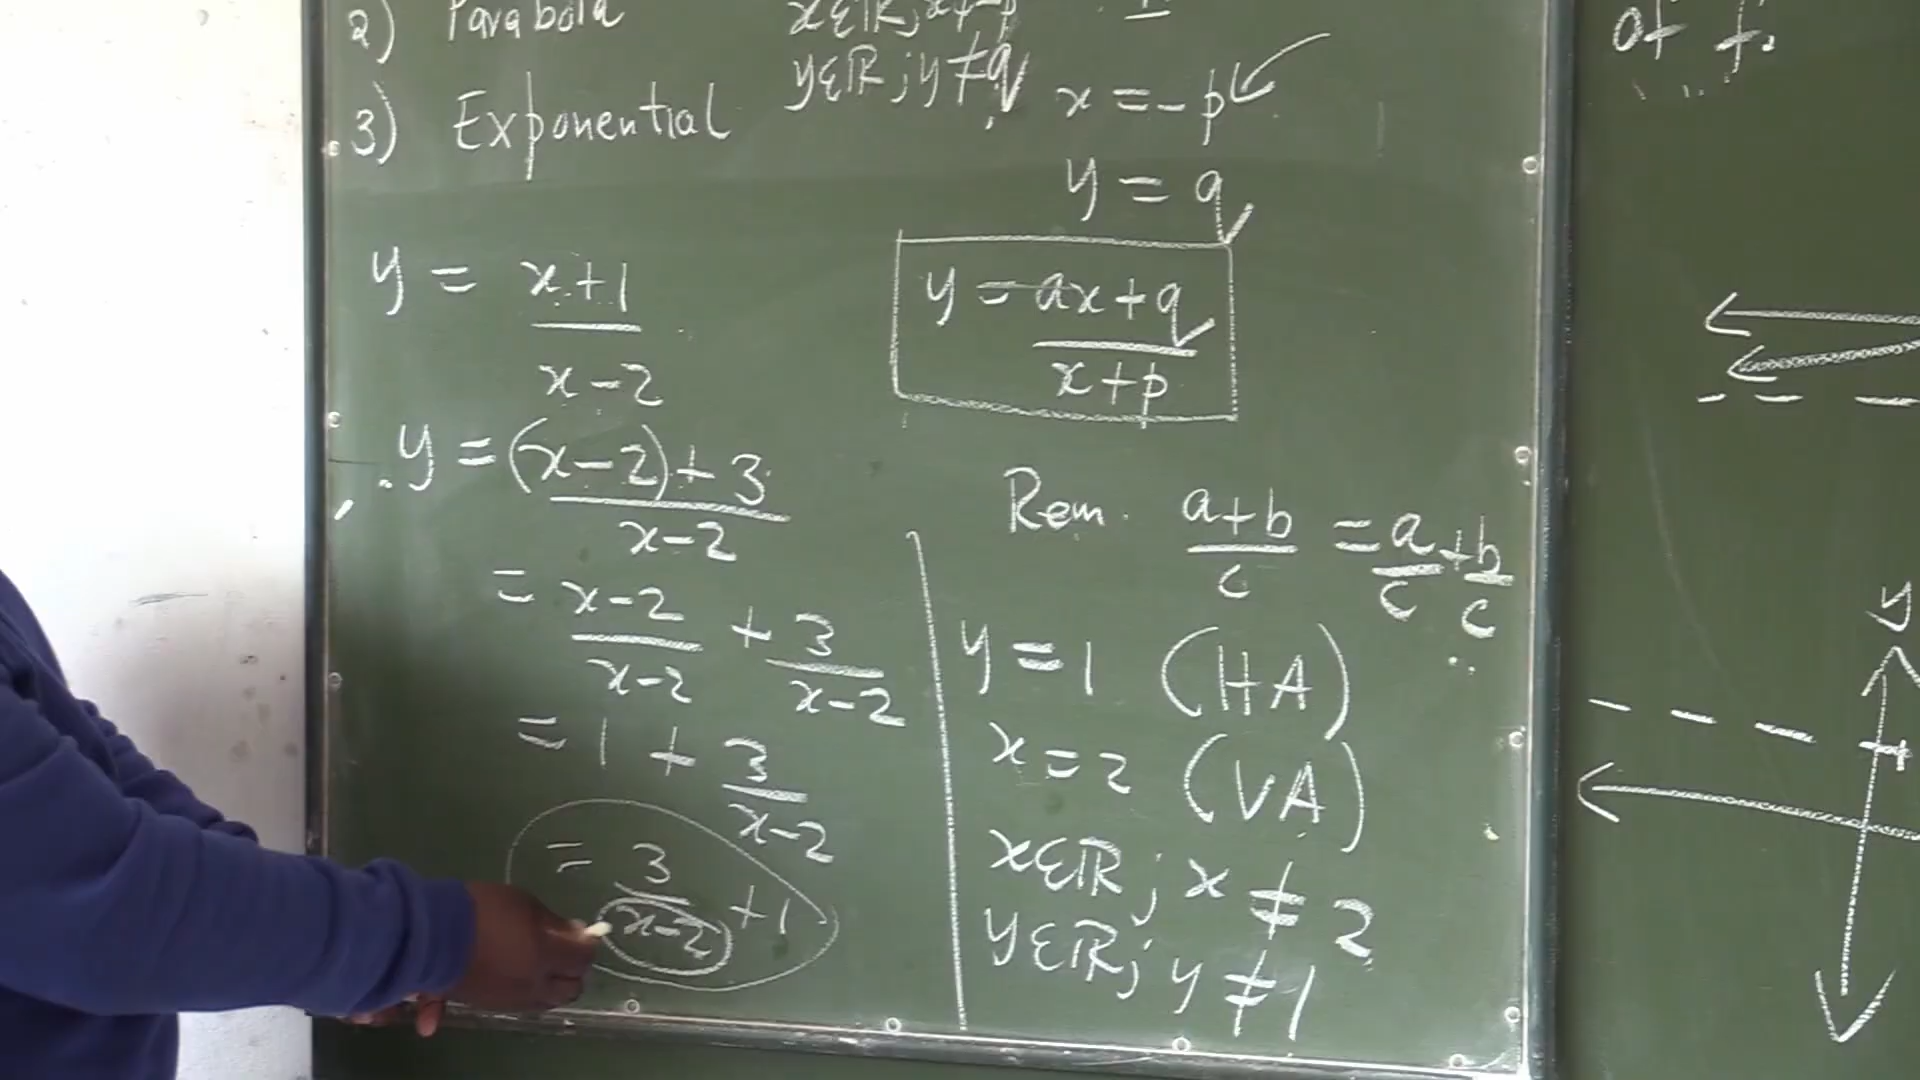 2) Parabola
3) Exponential
x∈ℝ; x≠-p
y∈ℝ; y≠q
x = -p
y = q
y = (x+1)/(x-2)
y = ((x-2)+3)/(x-2)
= (x-2)/(x-2) + 3/(x-2)
= 1 + 3/(x-2)
= 3/(x-2) + 1
y = (ax+q)/(x+p)
Rem. (a+b)/c = a/c + b/c
y = 1 (HA)
x = 2 (VA)
x∈ℝ; x ≠ 2
y∈ℝ; y ≠ 1
of f.
y